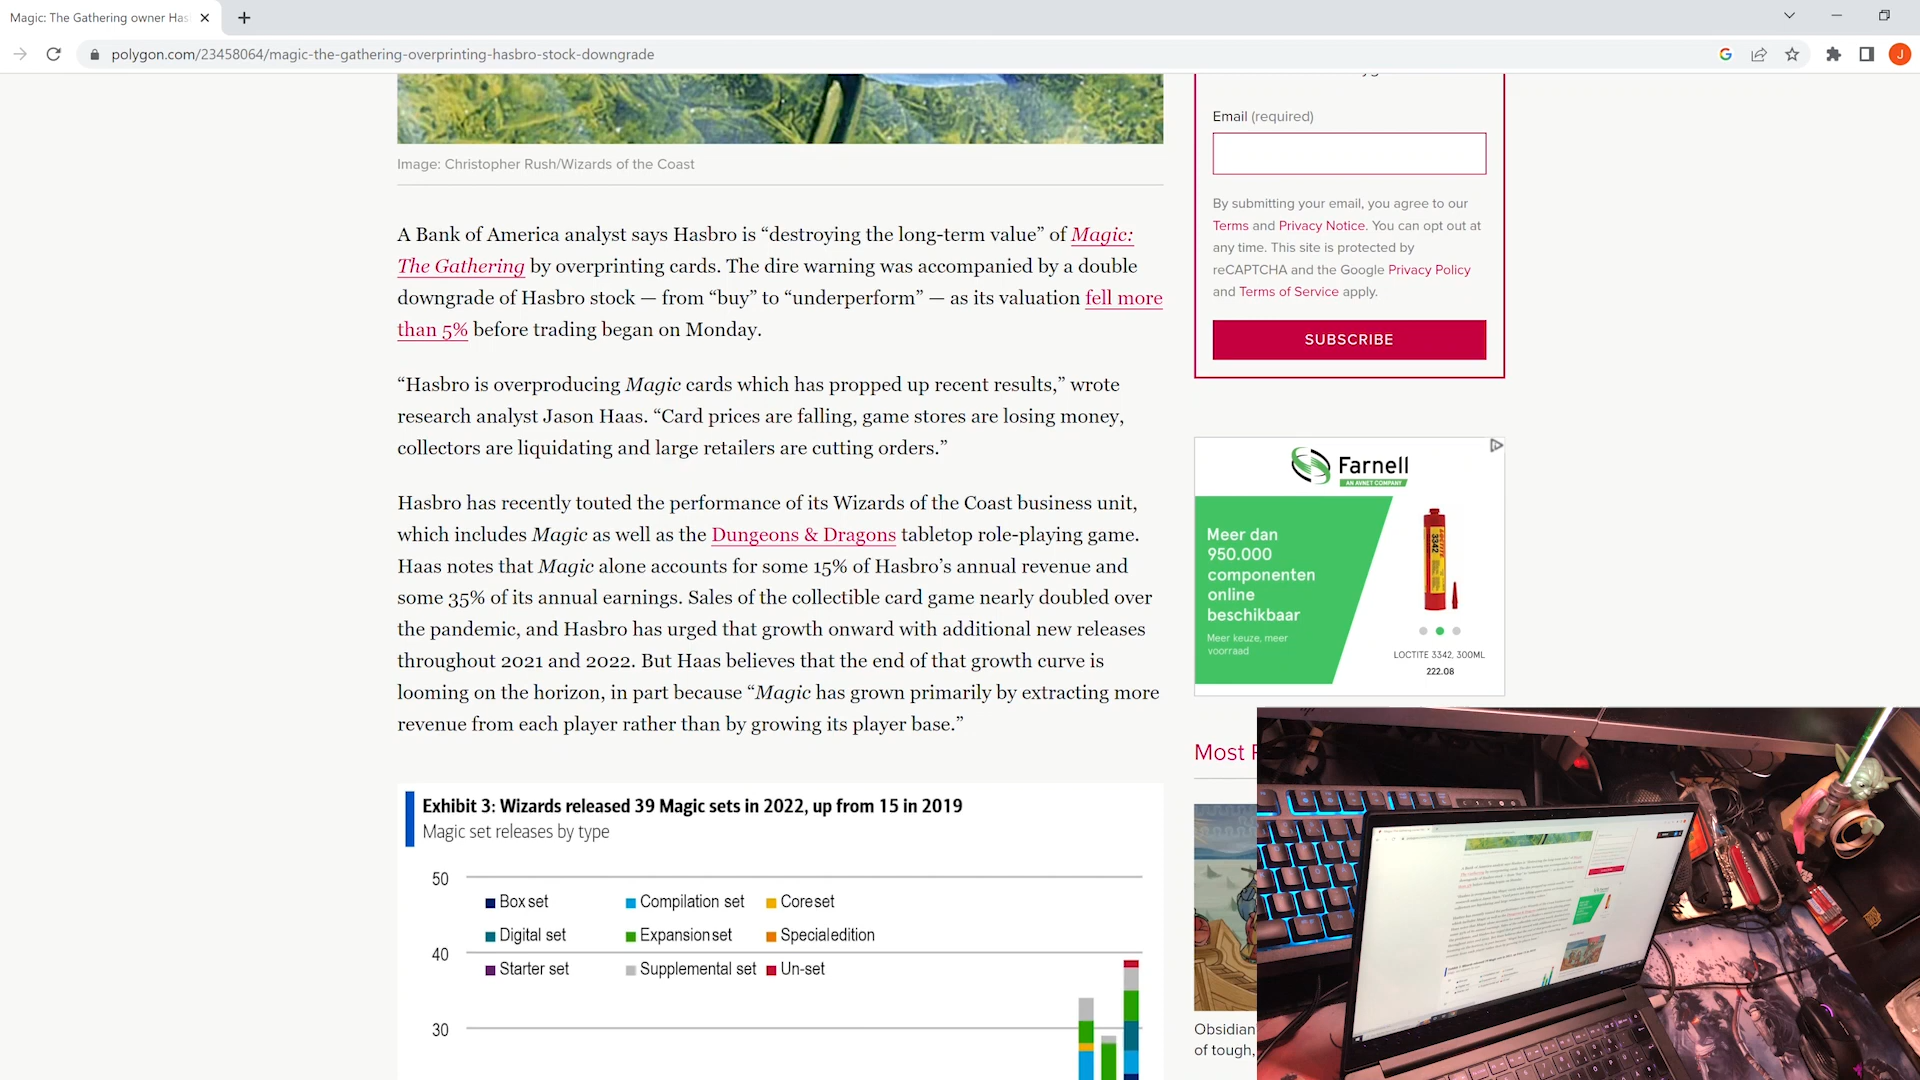 Magic: The Gathering owner Has
polygon.com/23458064/magic-the-gathering-overprinting-hasbro-stock-downgrade
J
Image: Christopher Rush/Wizards of the Coast
A Bank of America analyst says Hasbro is “destroying the long-term value” of Magic:
The Gathering by overprinting cards. The dire warning was accompanied by a double
downgrade of Hasbro stock — from “buy” to “underperform” — as its valuation fell more
than 5% before trading began on Monday.
“Hasbro is overproducing Magic cards which has propped up recent results,” wrote
research analyst Jason Haas. “Card prices are falling, game stores are losing money,
collectors are liquidating and large retailers are cutting orders.”
Hasbro has recently touted the performance of its Wizards of the Coast business unit,
which includes Magic as well as the Dungeons & Dragons tabletop role-playing game.
Haas notes that Magic alone accounts for some 15% of Hasbro’s annual revenue and
some 35% of its annual earnings. Sales of the collectible card game nearly doubled over
the pandemic, and Hasbro has urged that growth onward with additional new releases
throughout 2021 and 2022. But Haas believes that the end of that growth curve is
looming on the horizon, in part because “Magic has grown primarily by extracting more
revenue from each player rather than by growing its player base.”
Exhibit 3: Wizards released 39 Magic sets in 2022, up from 15 in 2019
Magic set releases by type
50
Box set
Compilation set
Core set
Digital set
Expansion set
Special edition
40
Starter set
Supplemental set
Un-set
30
Email (required)
By submitting your email, you agree to our
Terms and Privacy Notice. You can opt out at
any time. This site is protected by
reCAPTCHA and the Google Privacy Policy
and Terms of Service apply.
SUBSCRIBE
Farnell
AN AVNET COMPANY
Meer dan
950.000
componenten
online
beschikbaar
Meer keuze, meer
voorraad
3342
LOCTITE 3342, 300ML
222.08
Most
Obsidian
of tough,